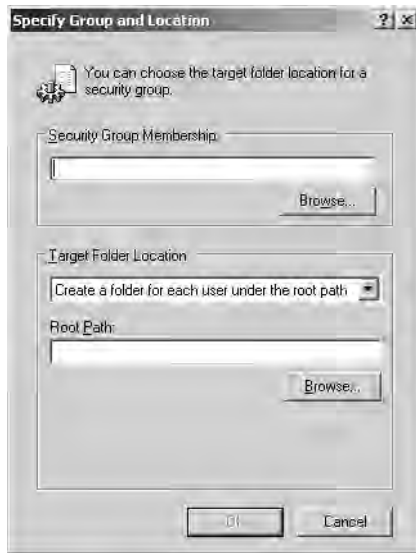 Specify Group and Location
You can choose the target folder location for a
security group.
Security Group Membership
Browse...
Target Folder Location
Create a folder for each user under the root path
Root Path:
Browse...
OK Cancel